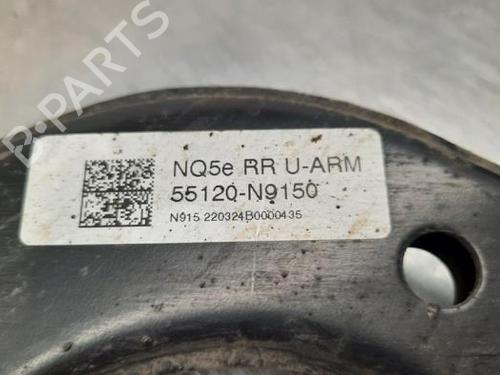 B-PARTS
NQ5e RR U-ARM
55120-N9150
N915 220324B0000435